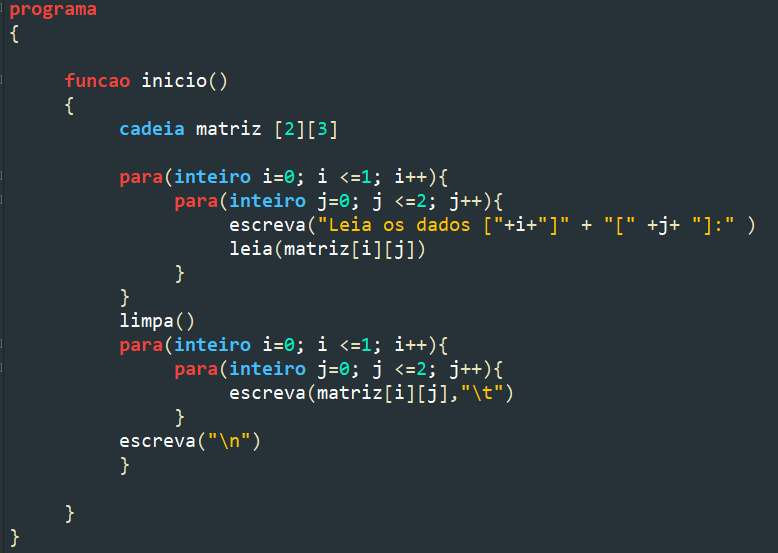 programa
{
funcao inicio()
{
cadeia matriz [2][3]
para(inteiro i=0; i <=1; i++){
para(inteiro j=0; j <=2; j++){
escreva("Leia os dados ["+i+"]" + "[" +j+ "]:" )
leia(matriz[i][j])
}
}
limpa()
para(inteiro i=0; i <=1; i++){
para(inteiro j=0; j <=2; j++){
escreva(matriz[i][j],"\t")
}
escreva("\n")
}
}
}